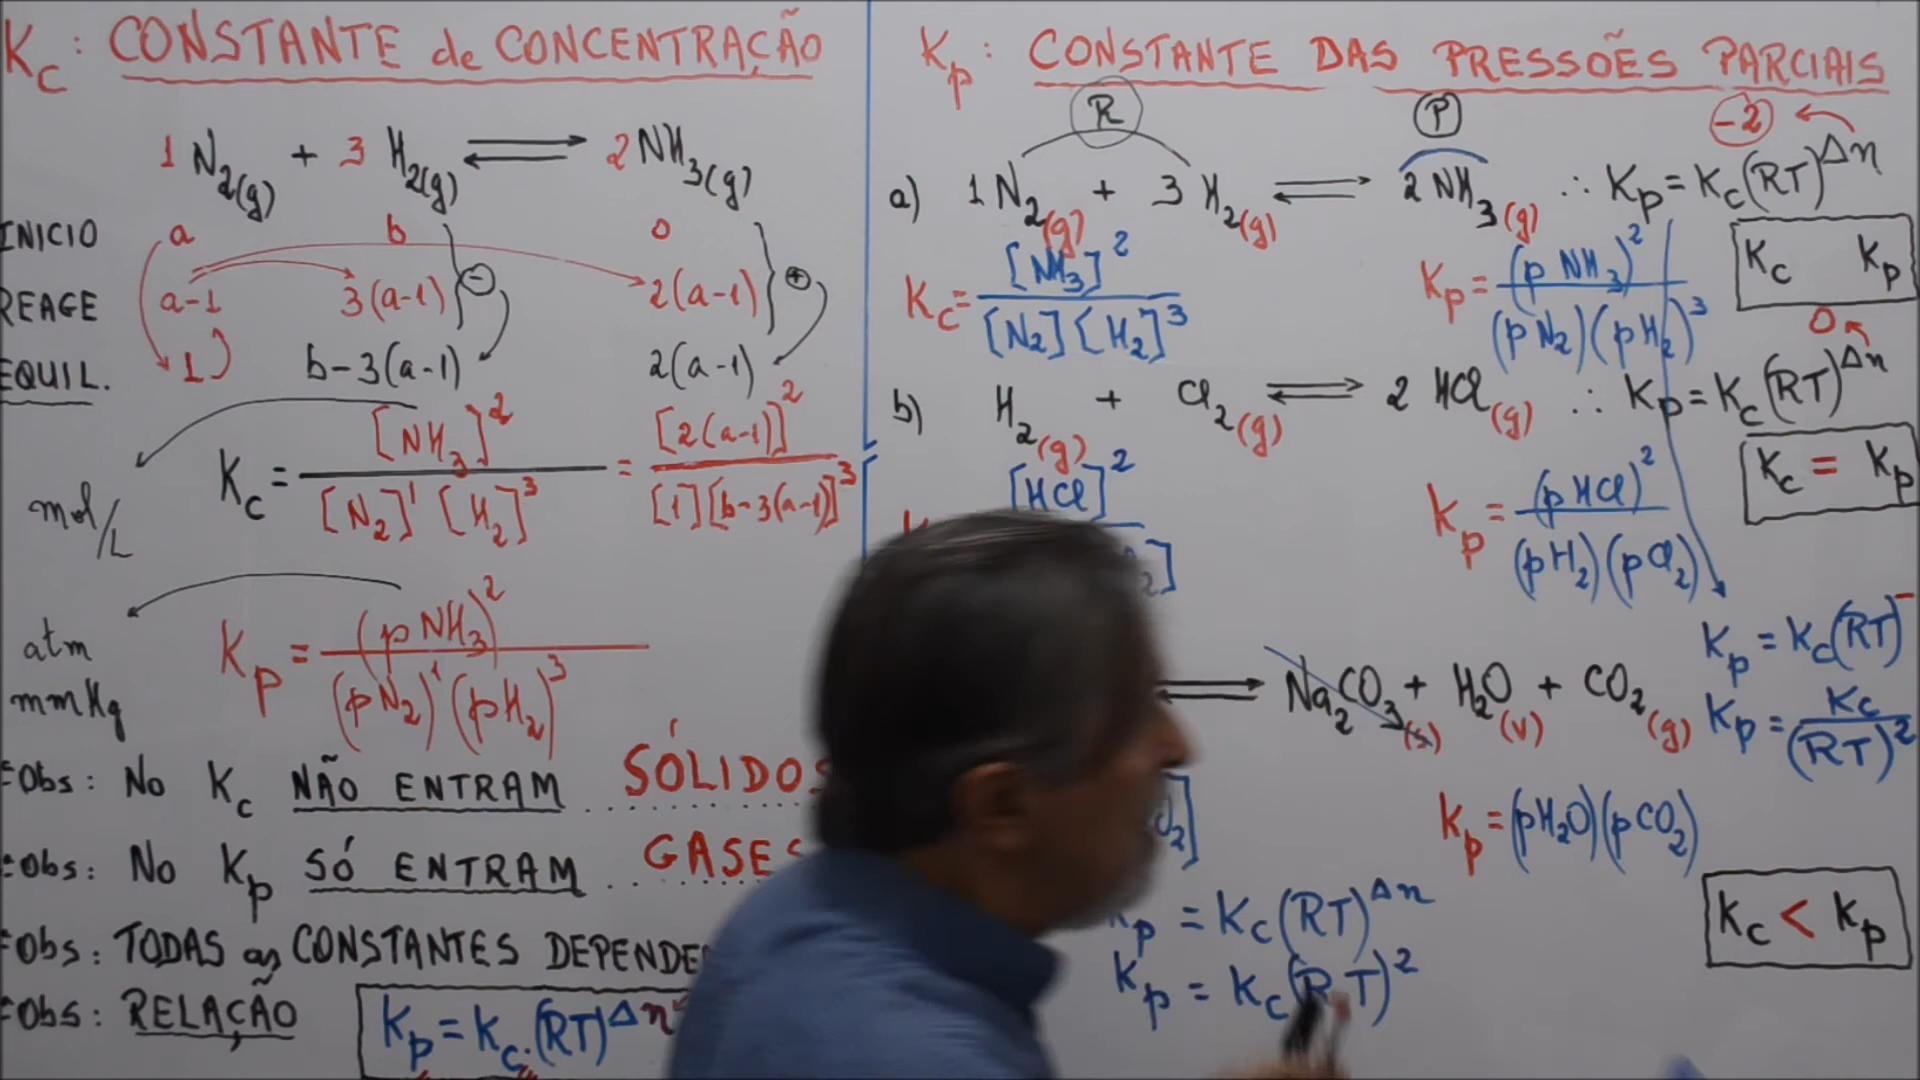 Kc: CONSTANTE de CONCENTRAÇÃO
1 N2(g) + 3 H2(g) ⇌ 2 NH3(g)
INICIO a b 0
REAGE a-1 3(a-1) 2(a-1)
⊖ ⊕
EQUIL. 1 b-3(a-1) 2(a-1)
mol/L Kc = [NH3]^2 / [N2]^1 [H2]^3 = [2(a-1)]^2 / [1][b-3(a-1)]^3
atm
mmHg
Kp = (pNH3)^2 / (pN2)^1 (pH2)^3
Obs: No Kc NÃO ENTRAM ..... SÓLIDOS
Obs: No Kp SÓ ENTRAM ..... GASES
Obs: TODAS as CONSTANTES DEPENDE
Obs: RELAÇÃO Kp = Kc.(RT)^Δn
Kp: CONSTANTE DAS PRESSÕES PARCIAIS
R P -2
a) 1 N2(g) + 3 H2(g) ⇌ 2 NH3(g) ∴ Kp = Kc(RT)^Δn
Kc = [NH3]^2 / [N2][H2]^3
Kp = (pNH3)^2 / (pN2)(pH2)^3
Kc Kp
0
b) H2(g) + Cl2(g) ⇌ 2 HCl(g) ∴ Kp = Kc(RT)^Δn
[HCl]^2
Kp = (pHCl)^2 / (pH2)(pCl2)
Kc = Kp
Kp = Kc(RT)^-
Kp = Kc / (RT)^2
⇌ Na2CO3(s) + H2O(v) + CO2(g)
Kp = (pH2O)(pCO2)
Kp = Kc(RT)^Δn
Kp = Kc(RT)^2
Kc < Kp